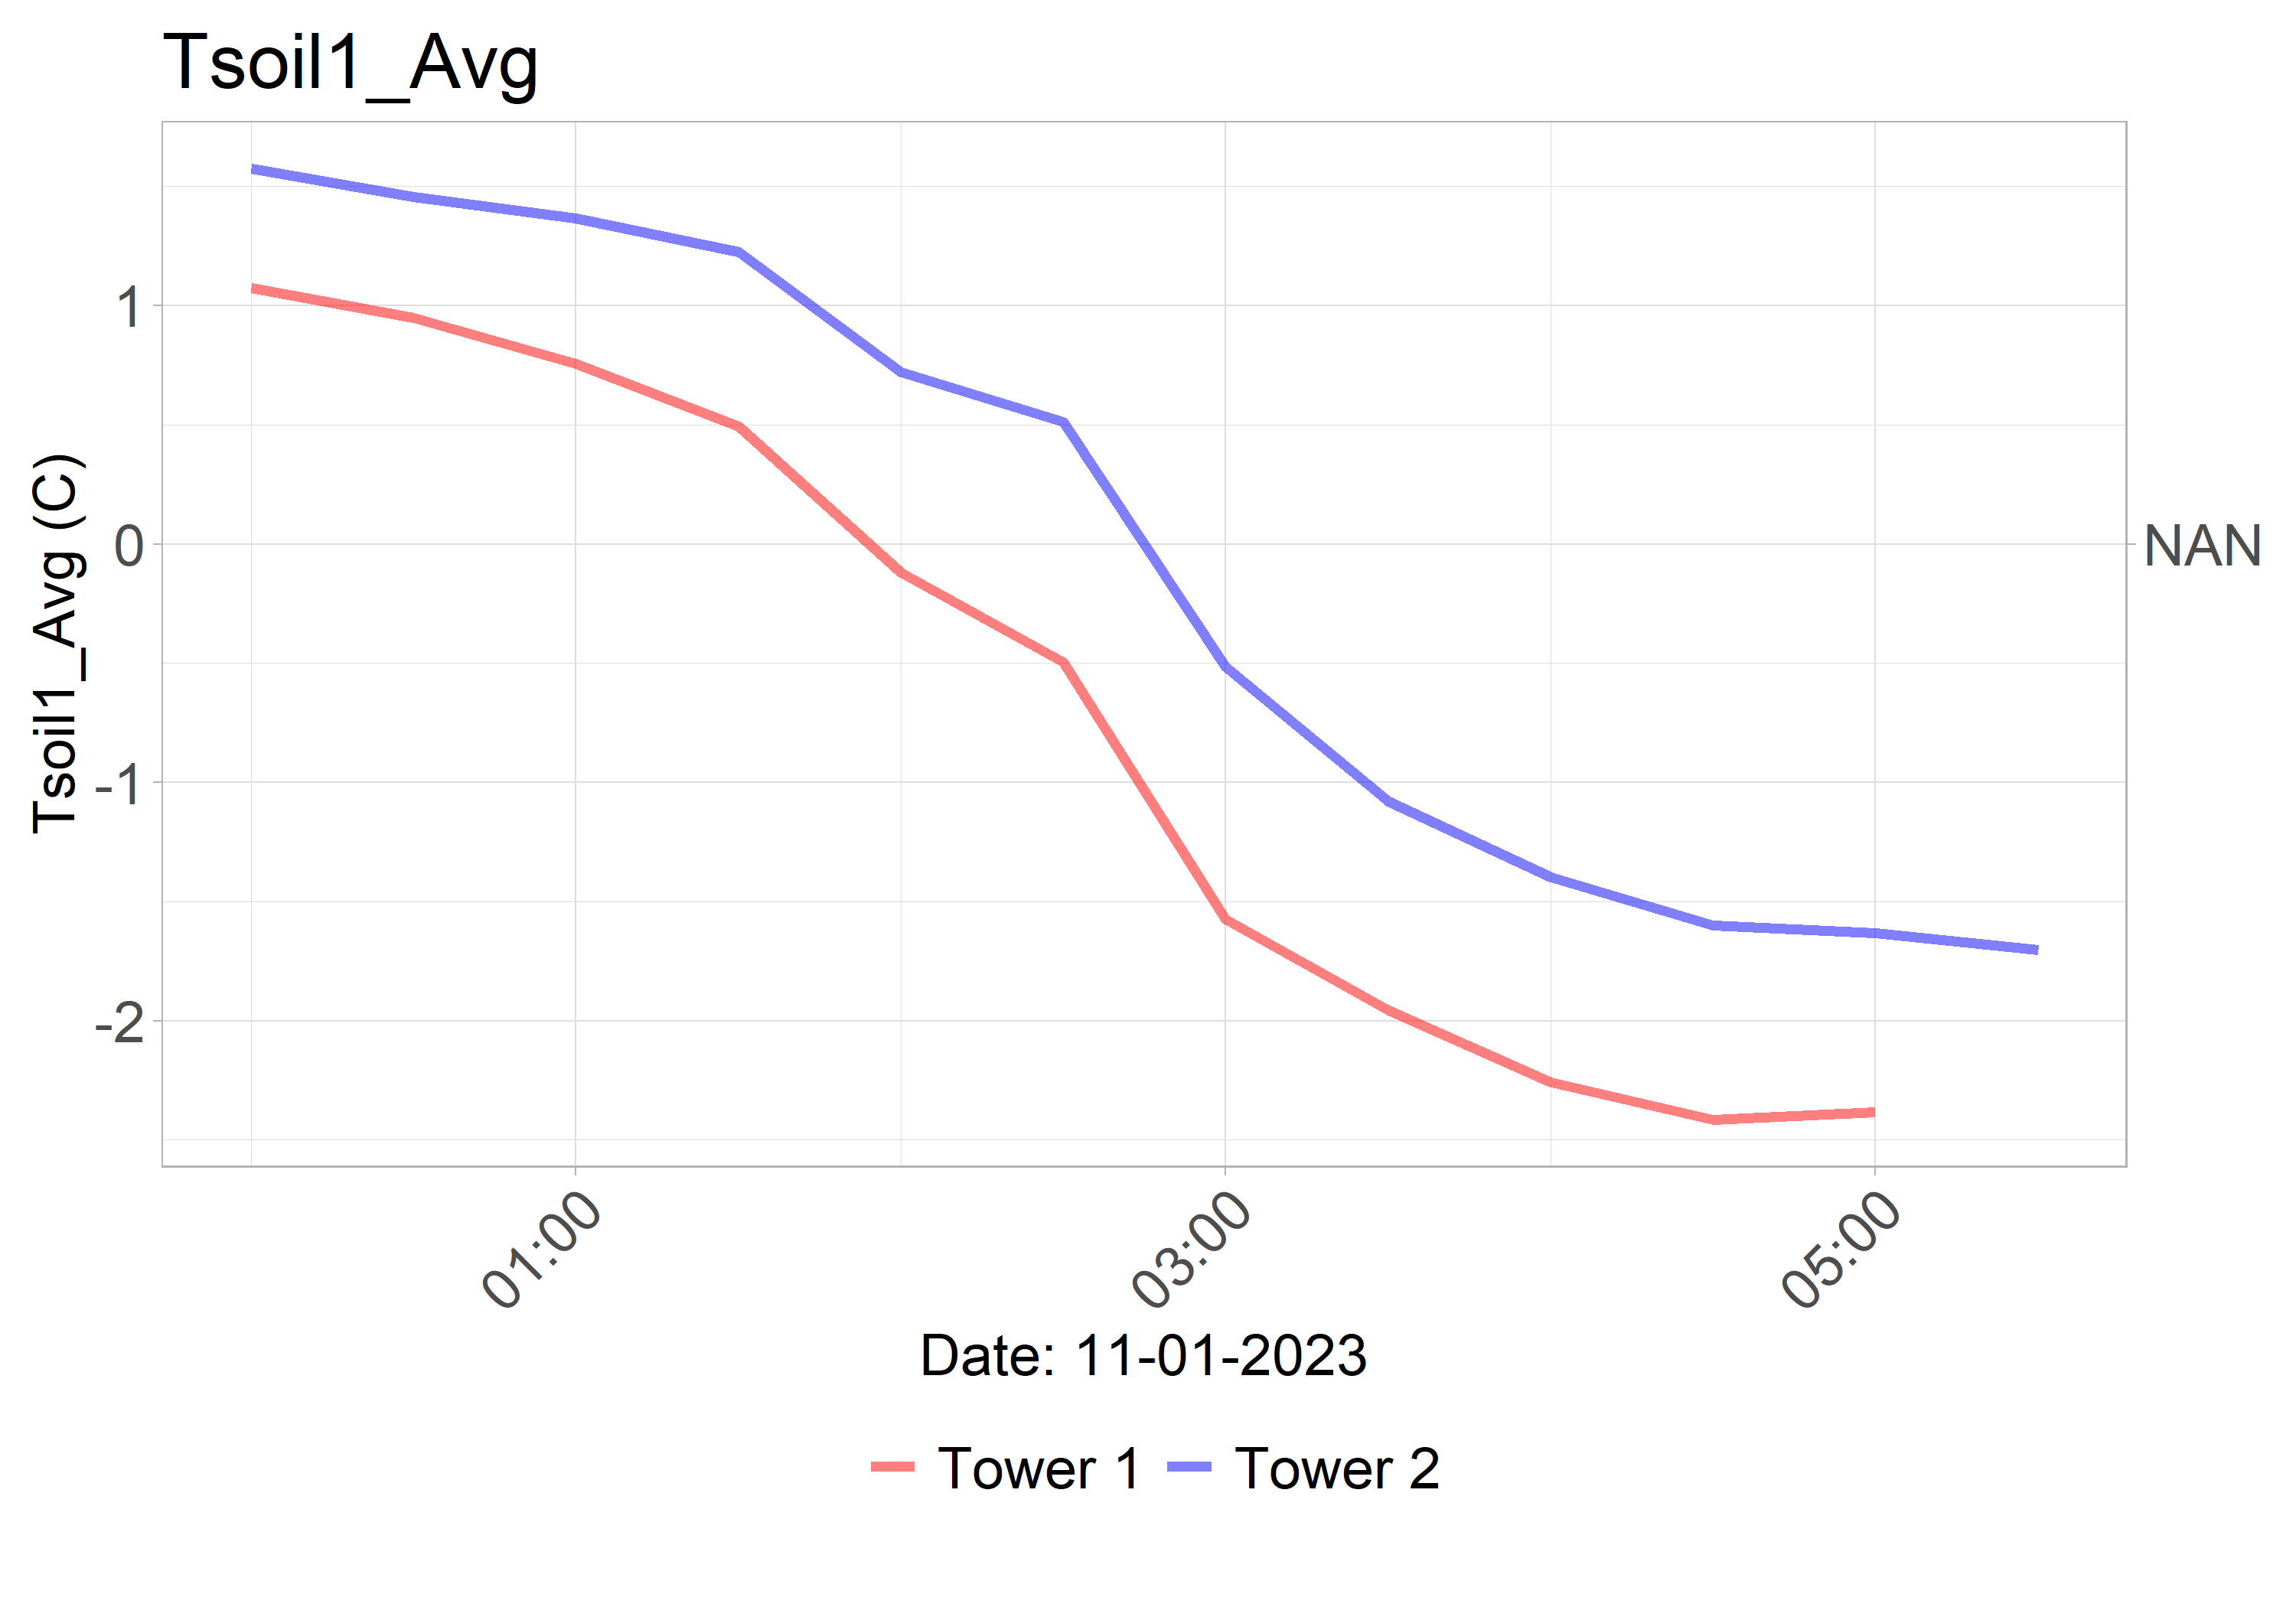 Tsoil1_Avg
Tsoil1_Avg (C)
1
0
-1
-2
NAN
01:00
03:00
05:00
Date: 11-01-2023
Tower 1
Tower 2